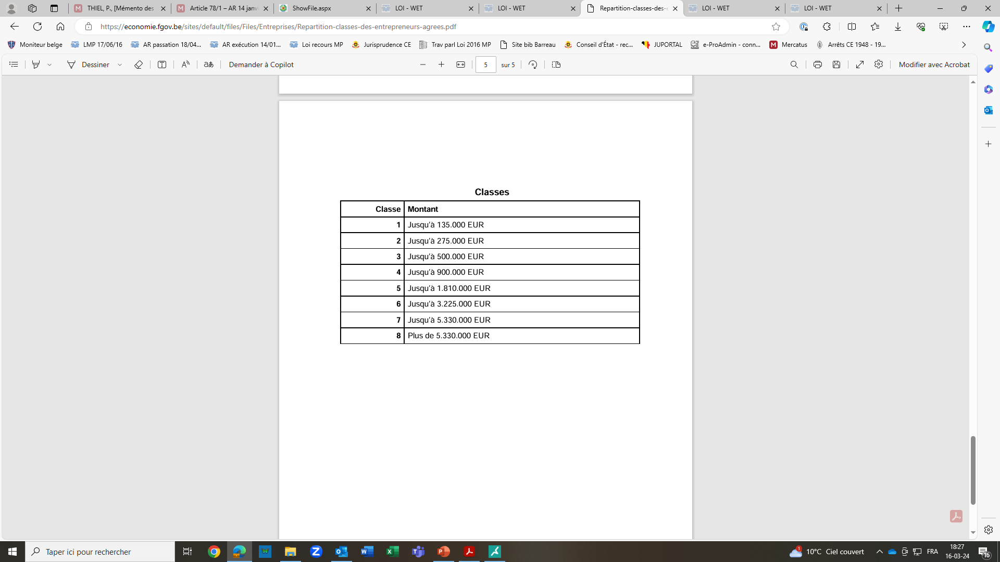 THIEL, P., [Mémento des
Article 78/1 – AR 14 janv
ShowFile.aspx
LOI - WET
LOI - WET
Repartition-classes-des-e
LOI - WET
LOI - WET
https://economie.fgov.be/sites/default/files/Files/Entreprises/Repartition-classes-des-entrepreneurs-agrees.pdf
Moniteur belge
LMP 17/06/16
AR passation 18/04...
AR exécution 14/01...
Loi recours MP
Jurisprudence CE
Trav parl Loi 2016 MP
Site bib Barreau
Conseil d'État - rec...
JUPORTAL
e-ProAdmin - conn...
Mercatus
Arrêts CE 1948 - 19...
Dessiner
Demander à Copilot
5 sur 5
Modifier avec Acrobat
Classes
Classe Montant
1 Jusqu'à 135.000 EUR
2 Jusqu'à 275.000 EUR
3 Jusqu'à 500.000 EUR
4 Jusqu'à 900.000 EUR
5 Jusqu'à 1.810.000 EUR
6 Jusqu'à 3.225.000 EUR
7 Jusqu'à 5.330.000 EUR
8 Plus de 5.330.000 EUR
Taper ici pour rechercher
1
10°C Ciel couvert
FRA
18:27
16-03-24
16